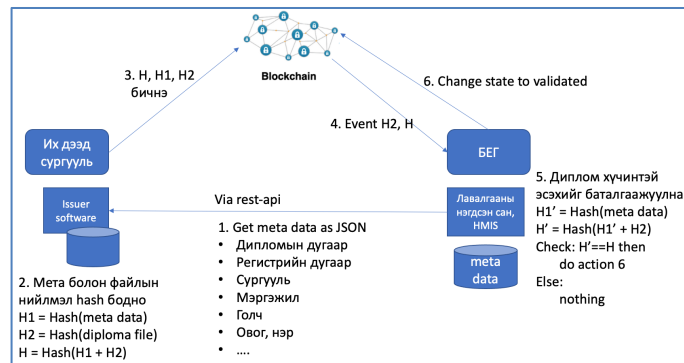 Blockchain
3. H, H1, H2
бичнэ
6. Change state to validated
4. Event H2, H
Их дээд
сургууль
БЕГ
Issuer
software
Via rest-api
Лавалгааны
нэгдсэн сан,
HMIS
meta
data
5. Диплом хүчинтэй
эсэхийг баталгаажуулна
H1’ = Hash(meta data)
H’ = Hash(H1’ + H2)
Check: H’==H then
do action 6
Else:
nothing
1. Get meta data as JSON
• Дипломын дугаар
• Регистрийн дугаар
• Сургууль
• Мэргэжил
• Голч
• Овог, нэр
• ....
2. Мета болон файлын
нийлмэл hash бодно
H1 = Hash(meta data)
H2 = Hash(diploma file)
H = Hash(H1 + H2)